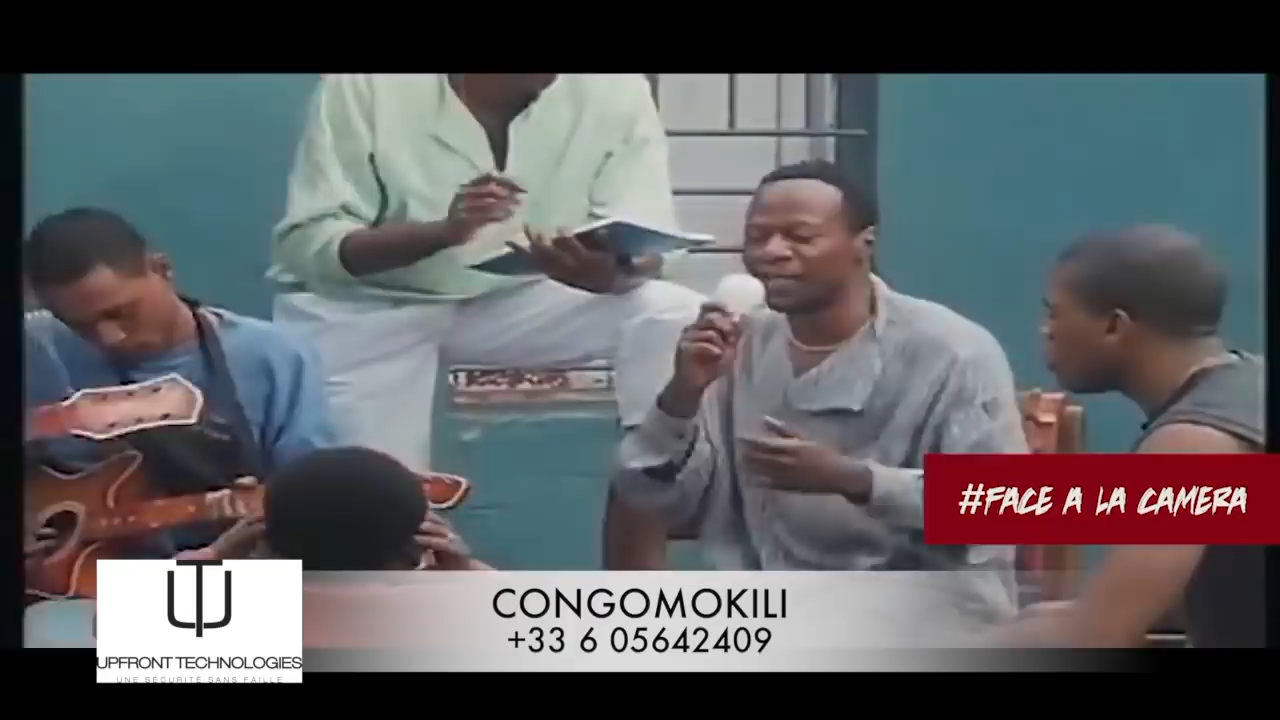 #FACE A LA CAMERA
CONGOMOKILI
+33 6 05642409
UPFRONT TECHNOLOGIES
UNE SECURITE SANS FAILLE